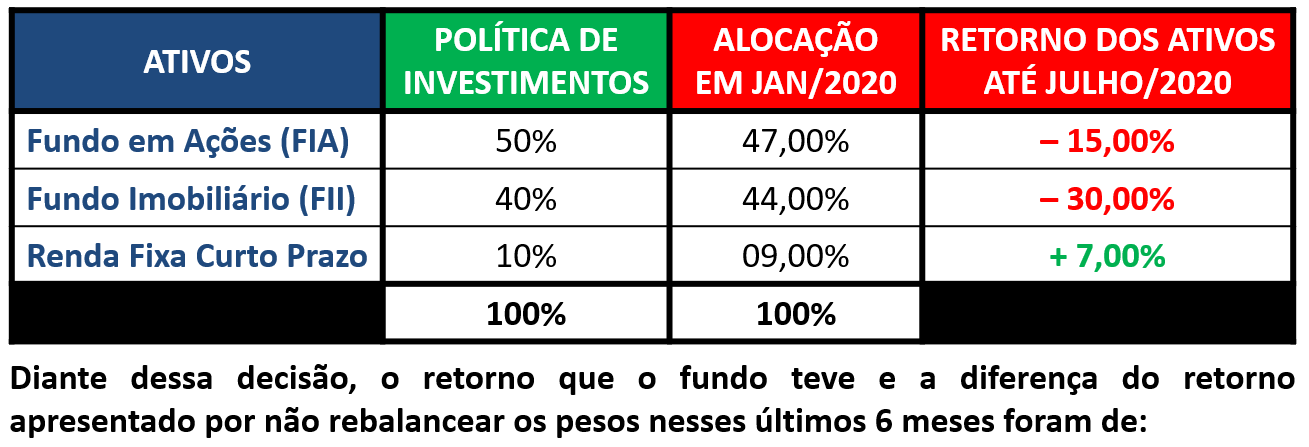 ATIVOS POLÍTICA DE INVESTIMENTOS ALOCAÇÃO EM JAN/2020 RETORNO DOS ATIVOS ATÉ JULHO/2020
Fundo em Ações (FIA) 50% 47,00% – 15,00%
Fundo Imobiliário (FII) 40% 44,00% – 30,00%
Renda Fixa Curto Prazo 10% 09,00% + 7,00%
100% 100%
Diante dessa decisão, o retorno que o fundo teve e a diferença do retorno
apresentado por não rebalancear os pesos nesses últimos 6 meses foram de: